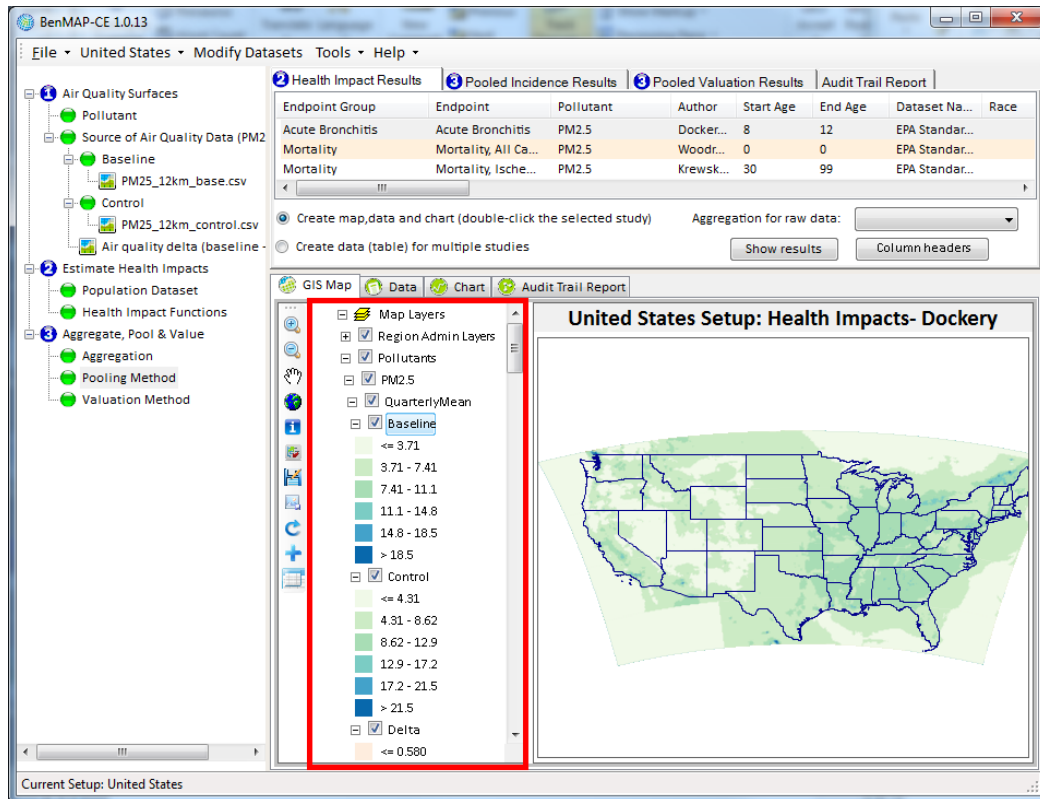 BenMAP-CE 1.0.13
File United States Modify Datasets Tools Help
1 Air Quality Surfaces
Pollutant
Source of Air Quality Data (PM2
Baseline
PM25_12km_base.csv
Control
PM25_12km_control.csv
Air quality delta (baseline -
2 Estimate Health Impacts
Population Dataset
Health Impact Functions
3 Aggregate, Pool & Value
Aggregation
Pooling Method
Valuation Method
2 Health Impact Results 3 Pooled Incidence Results 3 Pooled Valuation Results Audit Trail Report
Endpoint Group Endpoint Pollutant Author Start Age End Age Dataset Na... Race
Acute Bronchitis Acute Bronchitis PM2.5 Docker... 8 12 EPA Standar...
Mortality Mortality, All Ca... PM2.5 Woodr... 0 0 EPA Standar...
Mortality Mortality, Ische... PM2.5 Krewsk... 30 99 EPA Standar...
Create map,data and chart (double-click the selected study) Aggregation for raw data:
Create data (table) for multiple studies Show results Column headers
GIS Map Data Chart Audit Trail Report
Map Layers
Region Admin Layers
Pollutants
PM2.5
QuarterlyMean
Baseline
<= 3.71
3.71 - 7.41
7.41 - 11.1
11.1 - 14.8
14.8 - 18.5
> 18.5
Control
<= 4.31
4.31 - 8.62
8.62 - 12.9
12.9 - 17.2
17.2 - 21.5
> 21.5
Delta
<= 0.580
United States Setup: Health Impacts- Dockery
Current Setup: United States